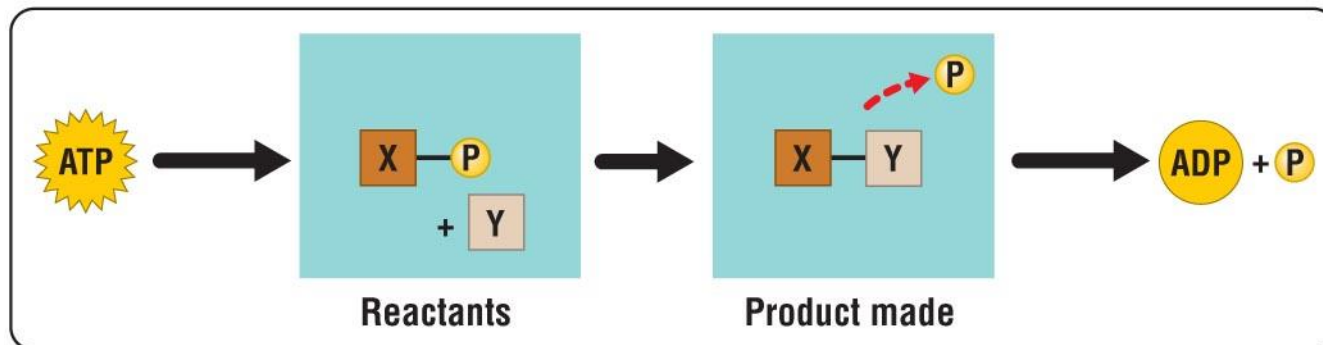 ATP
X P
+ Y
Reactants
P
X Y
Product made
ADP + P